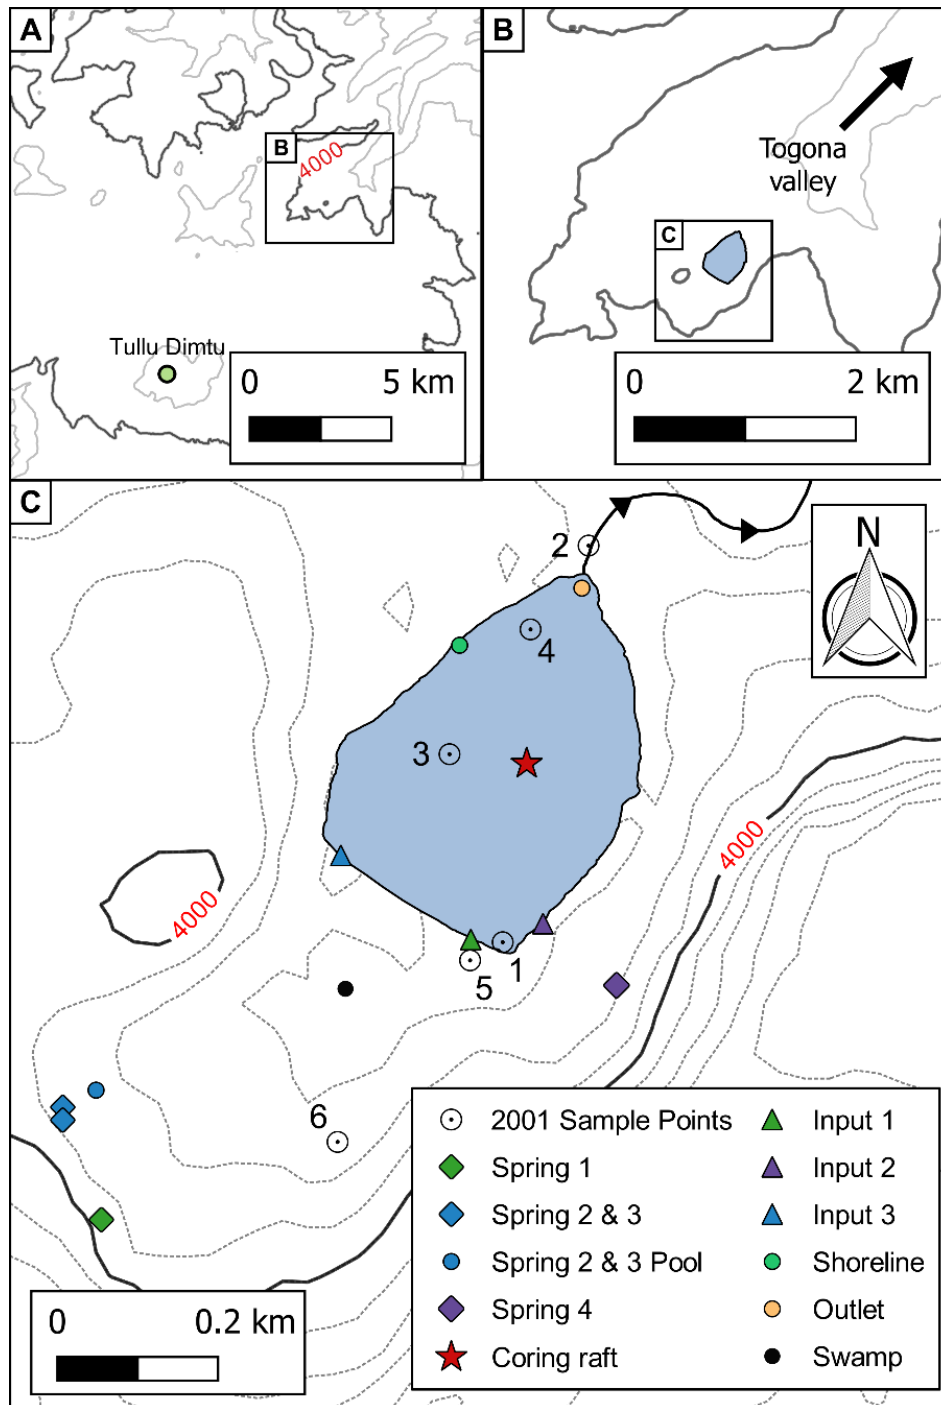 A
B
4000
Tullu Dimtu
0 5 km
B
Togona
valley
C
0 2 km
C
N
2
4
3
4000
4000
1
5
6
2001 Sample Points
Spring 1
Spring 2 & 3
Spring 2 & 3 Pool
Spring 4
Coring raft
Input 1
Input 2
Input 3
Shoreline
Outlet
Swamp
0 0.2 km